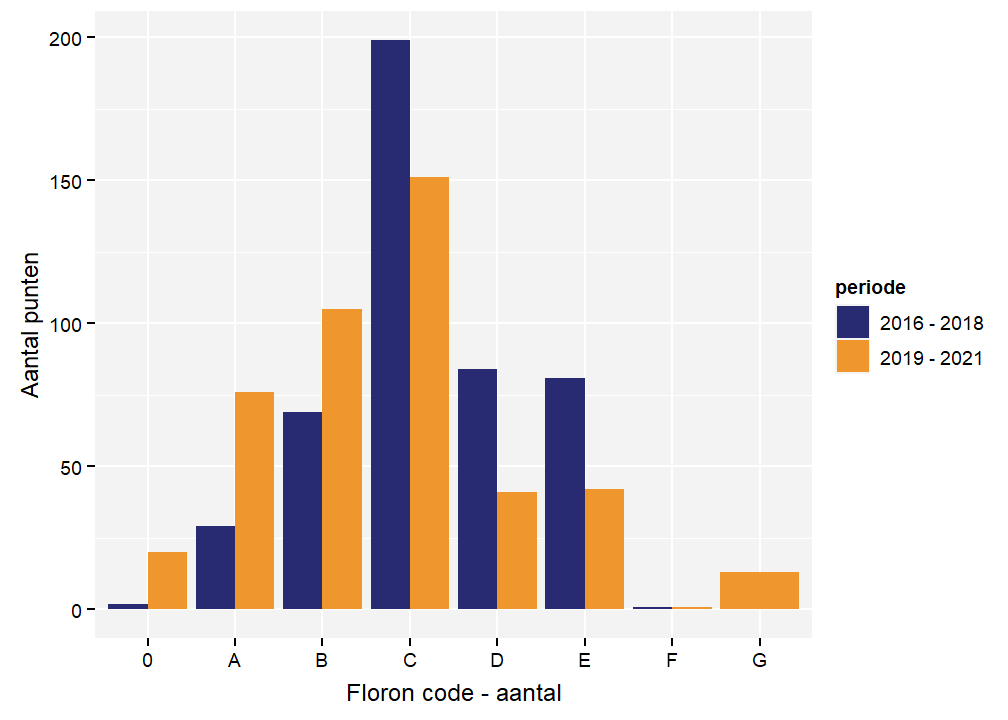 200
150
100
50
0
Aantal punten
0 A B C D E F G
Floron code - aantal
periode
2016 - 2018
2019 - 2021